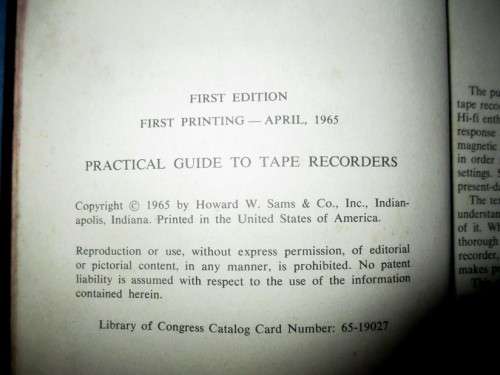 FIRST EDITION
FIRST PRINTING — APRIL, 1965
PRACTICAL GUIDE TO TAPE RECORDERS
Copyright © 1965 by Howard W. Sams & Co., Inc., Indian-
apolis, Indiana. Printed in the United States of America.
Reproduction or use, without express permission, of editorial
or pictorial content, in any manner, is prohibited. No patent
liability is assumed with respect to the use of the information
contained herein.
Library of Congress Catalog Card Number: 65-19027
The pu
tape reco
Hi-fi enth
response
magnetic
in order
settings. S
present-da
The te
understan
of it. Wh
thorough
recorder,
makes p